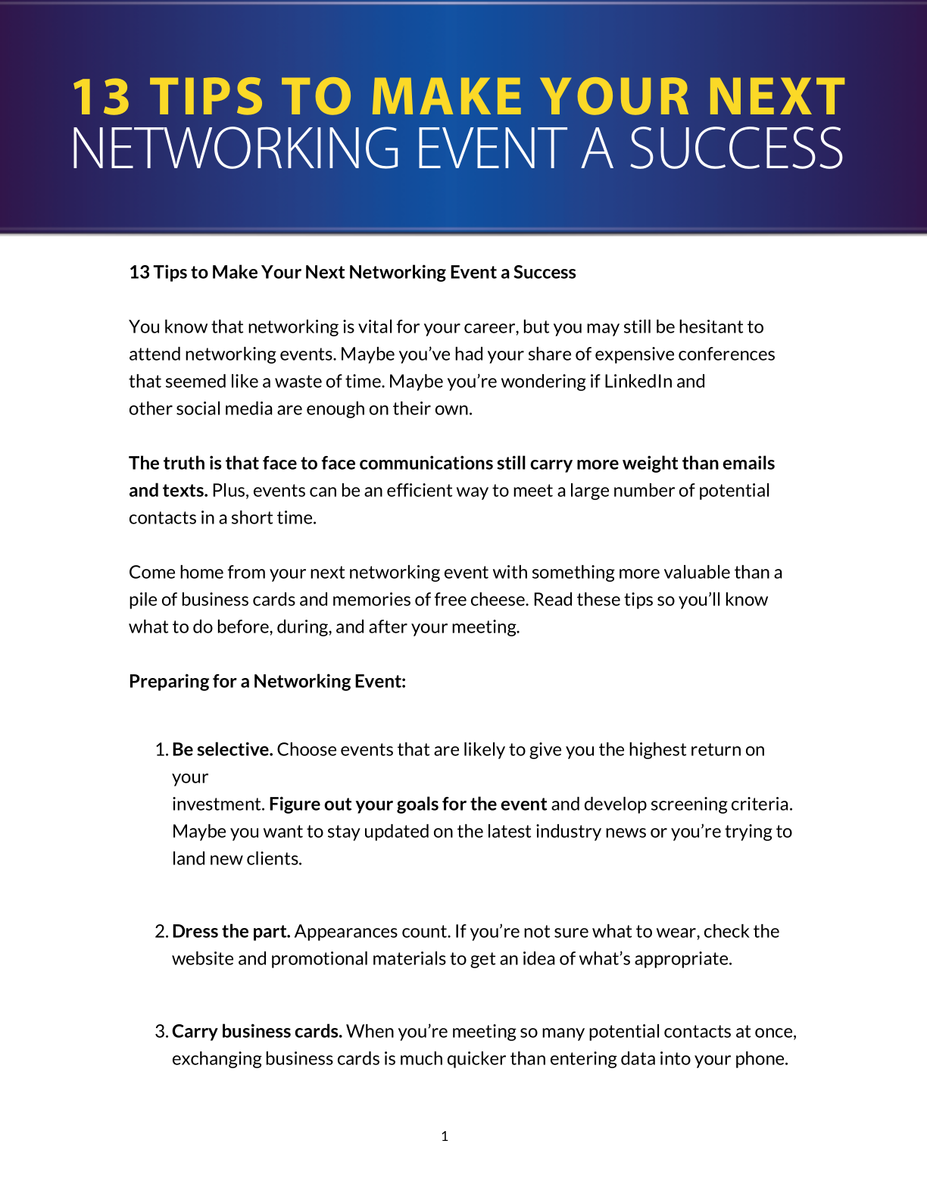 13 TIPS TO MAKE YOUR NEXT
NETWORKING EVENT A SUCCESS
13 Tips to Make Your Next Networking Event a Success
You know that networking is vital for your career, but you may still be hesitant to
attend networking events. Maybe you’ve had your share of expensive conferences
that seemed like a waste of time. Maybe you’re wondering if LinkedIn and
other social media are enough on their own.
The truth is that face to face communications still carry more weight than emails
and texts. Plus, events can be an efficient way to meet a large number of potential
contacts in a short time.
Come home from your next networking event with something more valuable than a
pile of business cards and memories of free cheese. Read these tips so you’ll know
what to do before, during, and after your meeting.
Preparing for a Networking Event:
1. Be selective. Choose events that are likely to give you the highest return on
your
investment. Figure out your goals for the event and develop screening criteria.
Maybe you want to stay updated on the latest industry news or you’re trying to
land new clients.
2. Dress the part. Appearances count. If you’re not sure what to wear, check the
website and promotional materials to get an idea of what’s appropriate.
3. Carry business cards. When you’re meeting so many potential contacts at once,
exchanging business cards is much quicker than entering data into your phone.
1